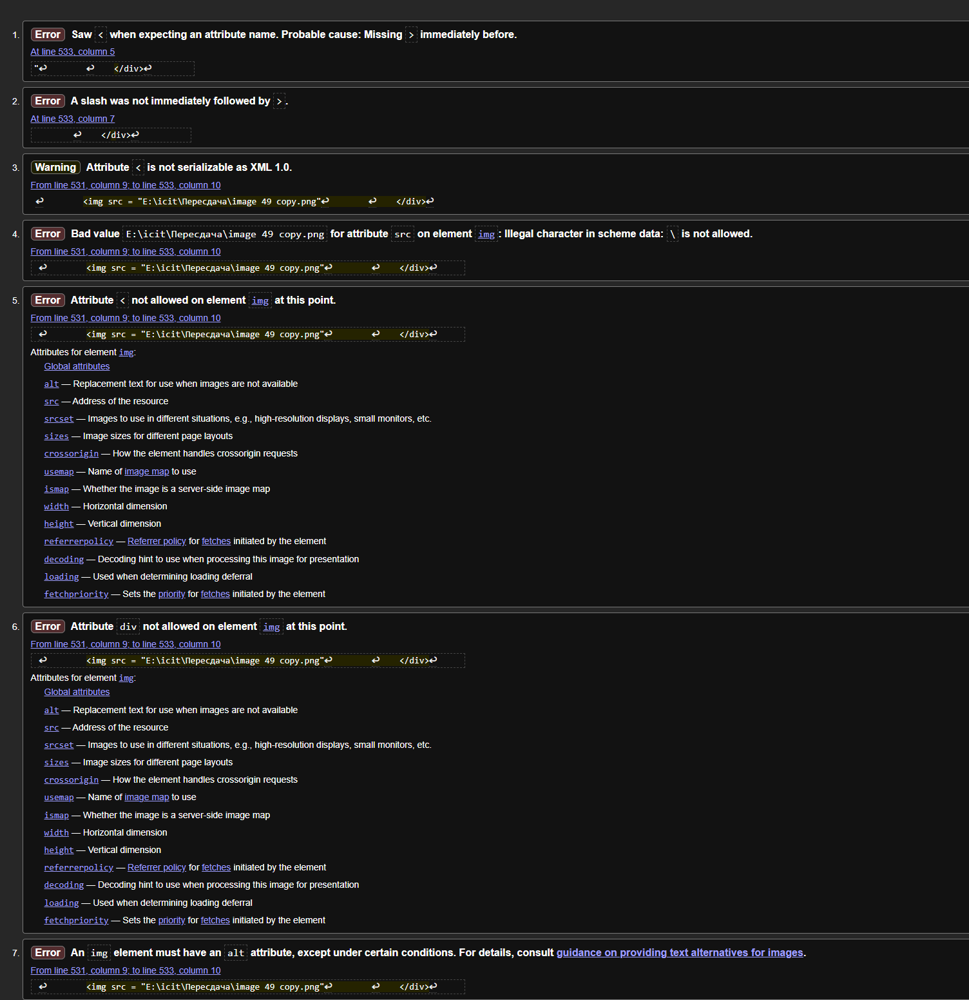 1. Error Saw < when expecting an attribute name. Probable cause: Missing > immediately before.
At line 533, column 5
"↩ ↩ </div>↩
2. Error A slash was not immediately followed by >.
At line 533, column 7
↩ </div>↩
3. Warning Attribute < is not serializable as XML 1.0.
From line 531, column 9; to line 533, column 10
↩ <img src = "E:\icit\Пересдача\image 49 copy.png"↩ ↩ </div>↩
4. Error Bad value E:\icit\Пересдача\image 49 copy.png for attribute src on element img: Illegal character in scheme data: \ is not allowed.
From line 531, column 9; to line 533, column 10
↩ <img src = "E:\icit\Пересдача\image 49 copy.png"↩ ↩ </div>↩
5. Error Attribute < not allowed on element img at this point.
From line 531, column 9; to line 533, column 10
↩ <img src = "E:\icit\Пересдача\image 49 copy.png"↩ ↩ </div>↩
Attributes for element img:
Global attributes
alt — Replacement text for use when images are not available
src — Address of the resource
srcset — Images to use in different situations, e.g., high-resolution displays, small monitors, etc.
sizes — Image sizes for different page layouts
crossorigin — How the element handles crossorigin requests
usemap — Name of image map to use
ismap — Whether the image is a server-side image map
width — Horizontal dimension
height — Vertical dimension
referrerpolicy — Referrer policy for fetches initiated by the element
decoding — Decoding hint to use when processing this image for presentation
loading — Used when determining loading deferral
fetchpriority — Sets the priority for fetches initiated by the element
6. Error Attribute div not allowed on element img at this point.
From line 531, column 9; to line 533, column 10
↩ <img src = "E:\icit\Пересдача\image 49 copy.png"↩ ↩ </div>↩
Attributes for element img:
Global attributes
alt — Replacement text for use when images are not available
src — Address of the resource
srcset — Images to use in different situations, e.g., high-resolution displays, small monitors, etc.
sizes — Image sizes for different page layouts
crossorigin — How the element handles crossorigin requests
usemap — Name of image map to use
ismap — Whether the image is a server-side image map
width — Horizontal dimension
height — Vertical dimension
referrerpolicy — Referrer policy for fetches initiated by the element
decoding — Decoding hint to use when processing this image for presentation
loading — Used when determining loading deferral
fetchpriority — Sets the priority for fetches initiated by the element
7. Error An img element must have an alt attribute, except under certain conditions. For details, consult guidance on providing text alternatives for images.
From line 531, column 9; to line 533, column 10
↩ <img src = "E:\icit\Пересдача\image 49 copy.png"↩ ↩ </div>↩